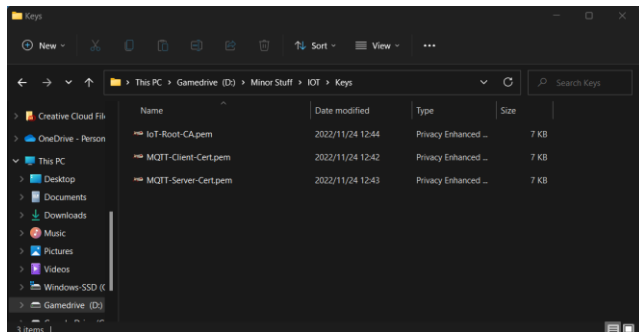 Keys
New
Sort
View
This PC > Gamedrive (D:) > Minor Stuff > IOT > Keys
Search Keys
Name
Date modified
Type
Size
Creative Cloud File
OneDrive - Person
This PC
Desktop
Documents
Downloads
Music
Pictures
Videos
Windows-SSD (C
Gamedrive (D:)
IoT-Root-CA.pem 2022/11/24 12:44 Privacy Enhanced ... 7 KB
MQTT-Client-Cert.pem 2022/11/24 12:42 Privacy Enhanced ... 7 KB
MQTT-Server-Cert.pem 2022/11/24 12:43 Privacy Enhanced ... 7 KB
3 items